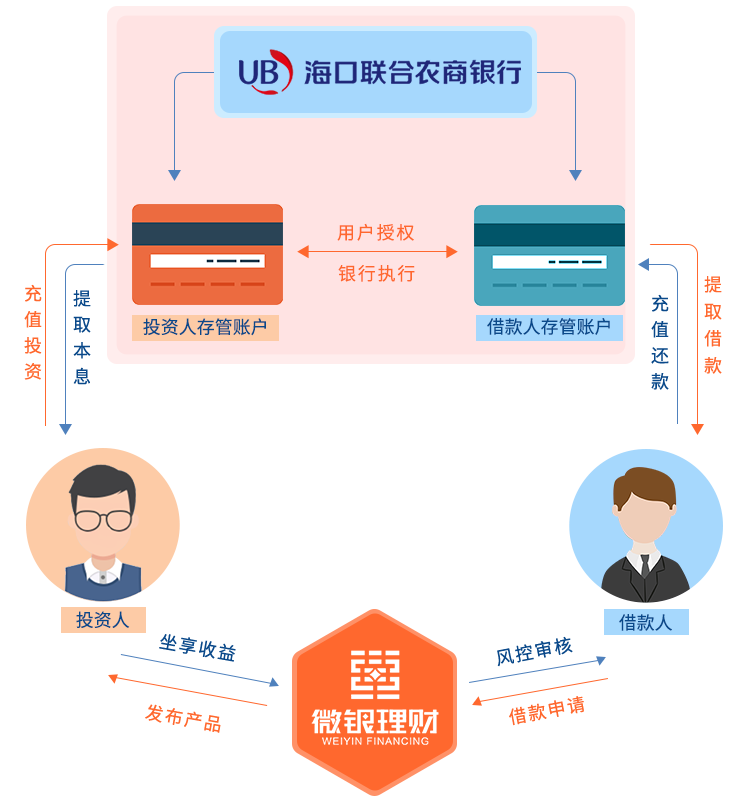 UB 海口联合农商银行
用户授权
银行执行
投资人存管账户
借款人存管账户
充值投资
提取本息
充值还款
提取借款
投资人
借款人
坐享收益
发布产品
风控审核
借款申请
微银理财
WEIYIN FINANCING